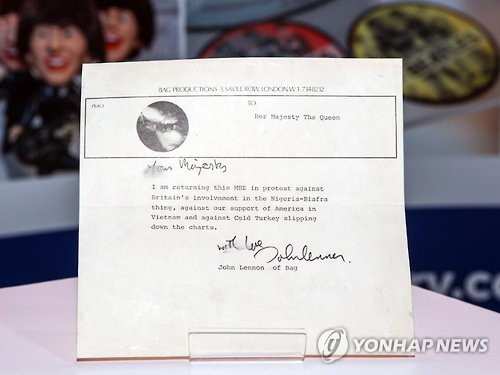 BAG PRODUCTIONS 3, SAVILE ROW, LONDON W.1. 7348232
PEACE
TO
Her Majesty The Queen
Your Majesty
I am returning this MBE in protest against
Britain's involvement in the Nigeria-Biafra
thing, against our support of America in
Vietnam and against Cold Turkey slipping
down the charts.
with love
John Lennon.
John Lennon of Bag
YONHAP NEWS